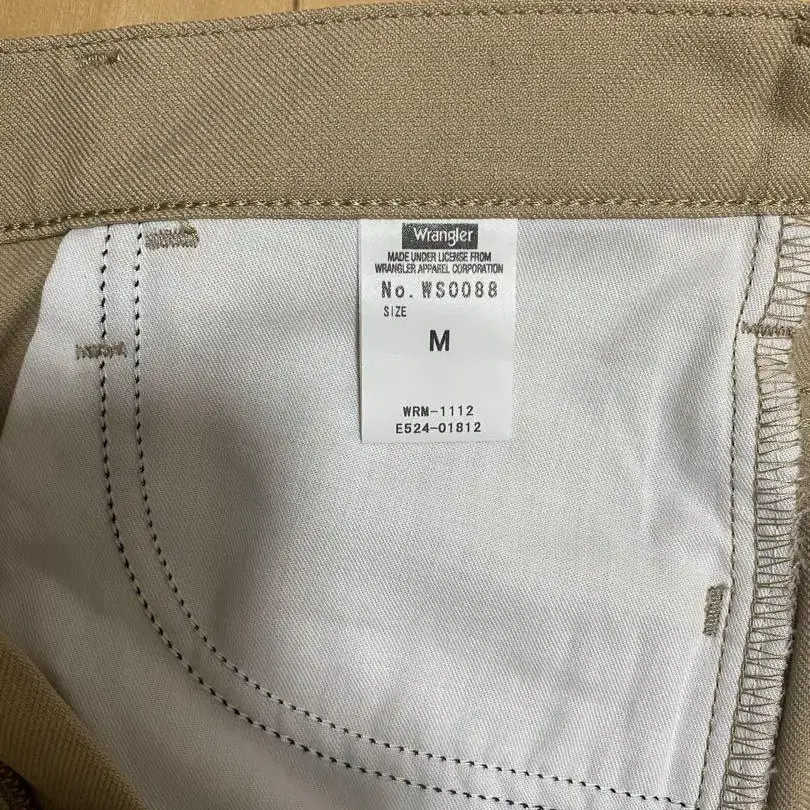 Wrangler
MADE UNDER LICENSE FROM
WRANGLER APPAREL CORPORATION
No. WS0088
SIZE
M
WRM-1112
E524-01812